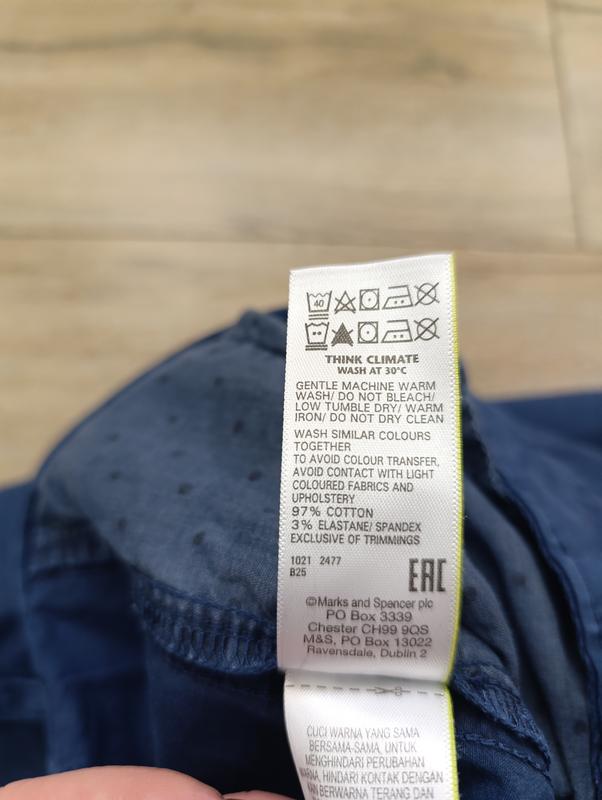 40
THINK CLIMATE
WASH AT 30°C
GENTLE MACHINE WARM
WASH/ DO NOT BLEACH/
LOW TUMBLE DRY/ WARM
IRON/ DO NOT DRY CLEAN
WASH SIMILAR COLOURS
TOGETHER
TO AVOID COLOUR TRANSFER,
AVOID CONTACT WITH LIGHT
COLOURED FABRICS AND
UPHOLSTERY
97% COTTON
3% ELASTANE/ SPANDEX
EXCLUSIVE OF TRIMMINGS
1021 2477
B25
EAC
©Marks and Spencer plc
PO Box 3339
Chester CH99 9QS
M&S, PO Box 13022
Ravensdale, Dublin 2
CUCI WARNA YANG SAMA
BERSAMA-SAMA, UNTUK
MENGHINDARI PERUBAHAN
HINDARI KONTAK DENGAN
BERWARNA TERANG DAN